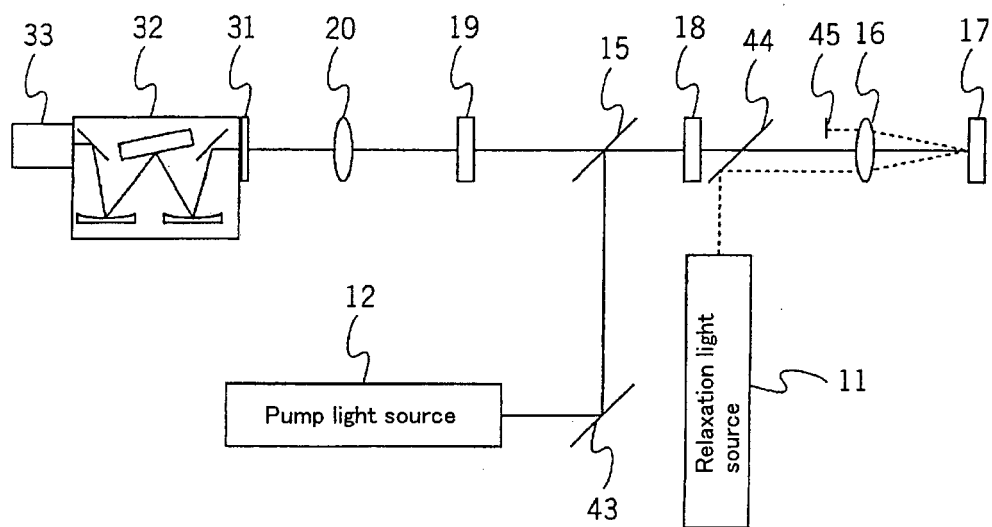 33 32 31 20 19 15 18 44 45 16 17
12
Pump light source
43
Relaxation light
source
11